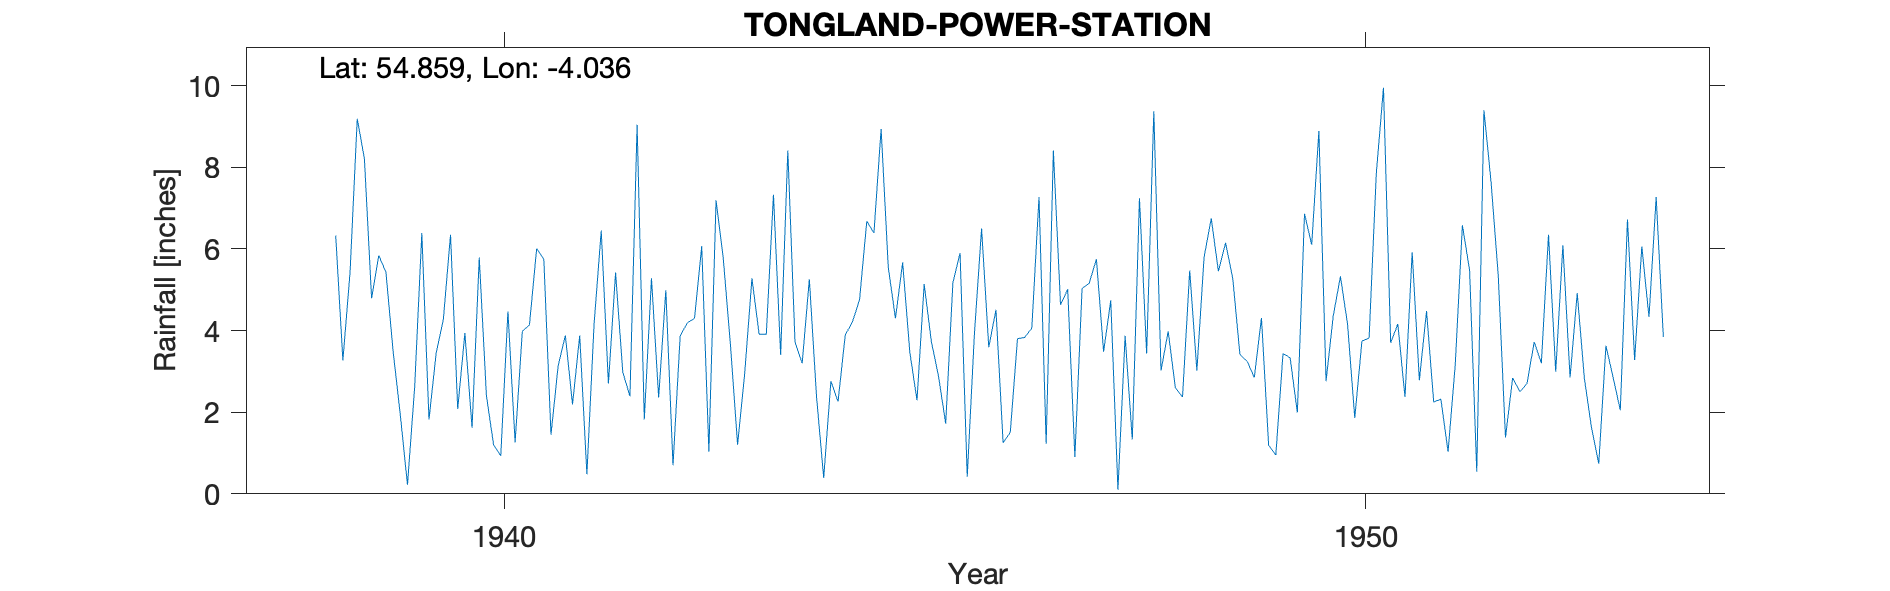 TONGLAND-POWER-STATION
Lat: 54.859, Lon: -4.036
10
8
6
4
2
0
Rainfall [inches]
1940
1950
Year